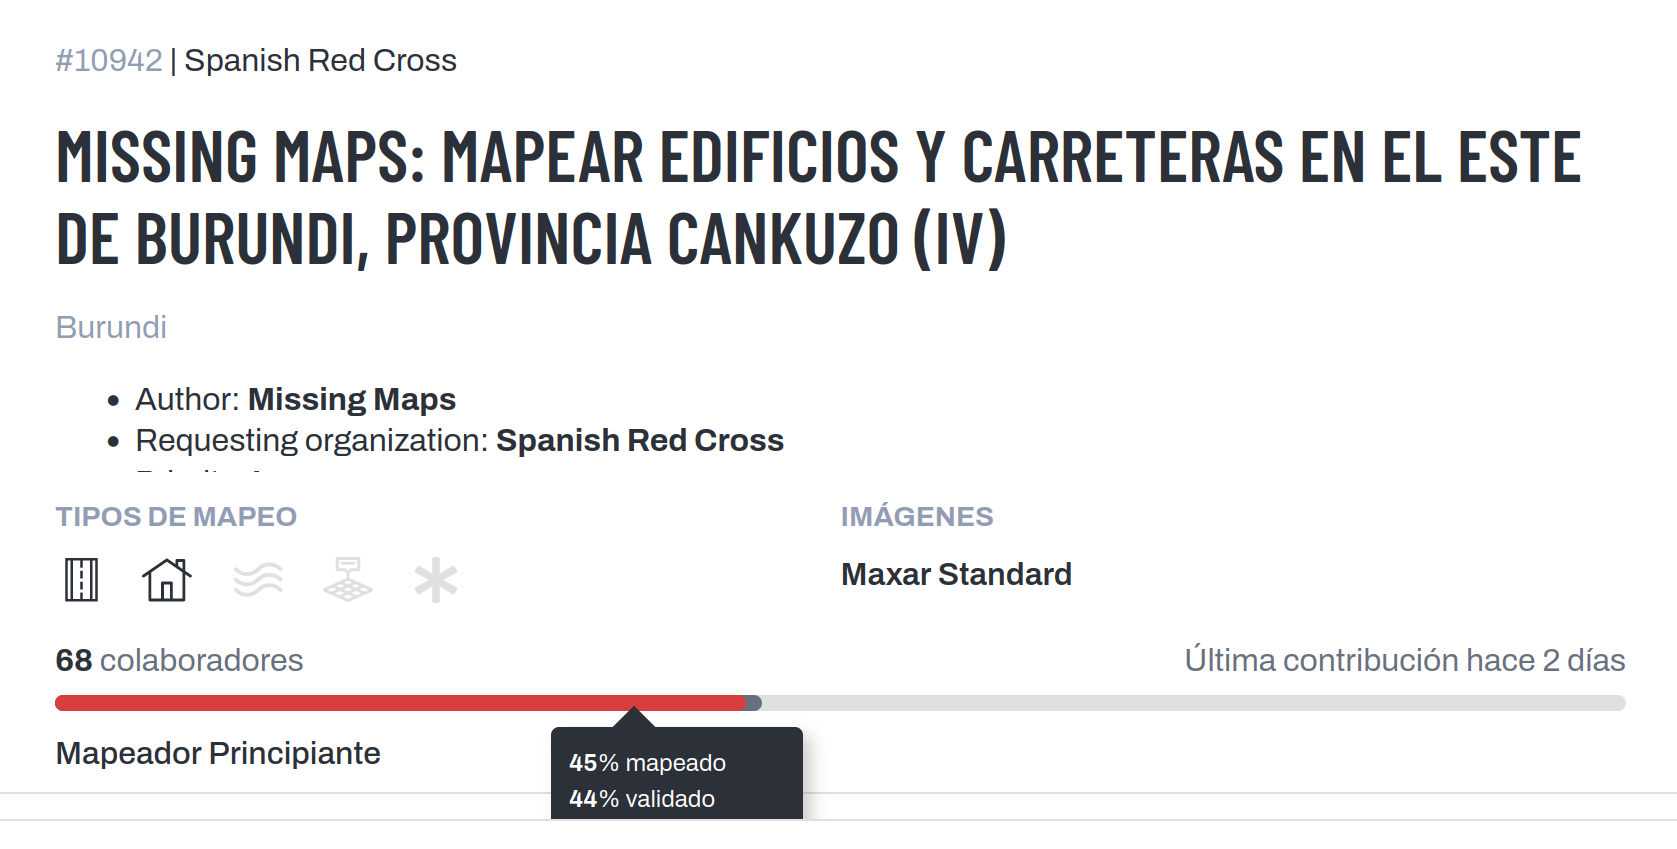 #10942 | Spanish Red Cross
MISSING MAPS: MAPEAR EDIFICIOS Y CARRETERAS EN EL ESTE
DE BURUNDI, PROVINCIA CANKUZO (IV)
Burundi
• Author: Missing Maps
• Requesting organization: Spanish Red Cross
TIPOS DE MAPEO
IMÁGENES
Maxar Standard
68 colaboradores
Última contribución hace 2 días
Mapeador Principiante
45% mapeado
44% validado